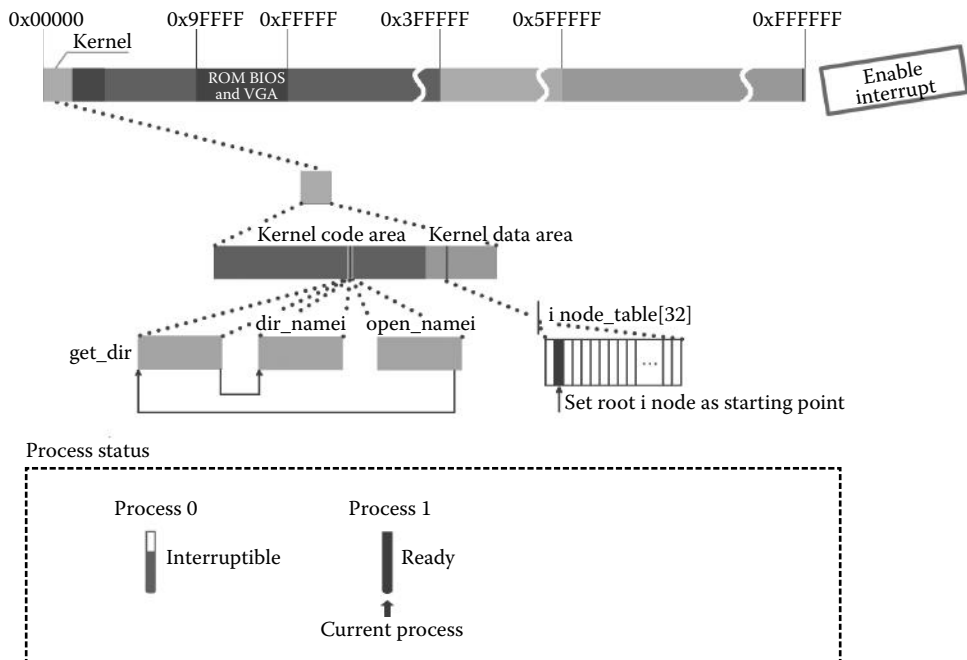 0x00000 0x9FFFF 0xFFFFF 0x3FFFFF 0x5FFFFF 0xFFFFFF
Kernel
ROM BIOS
and VGA
Enable
interrupt
Kernel code area Kernel data area
dir_namei open_namei i node_table[32]
get_dir
...
Set root i node as starting point
Process status
Process 0 Process 1
Interruptible Ready
Current process